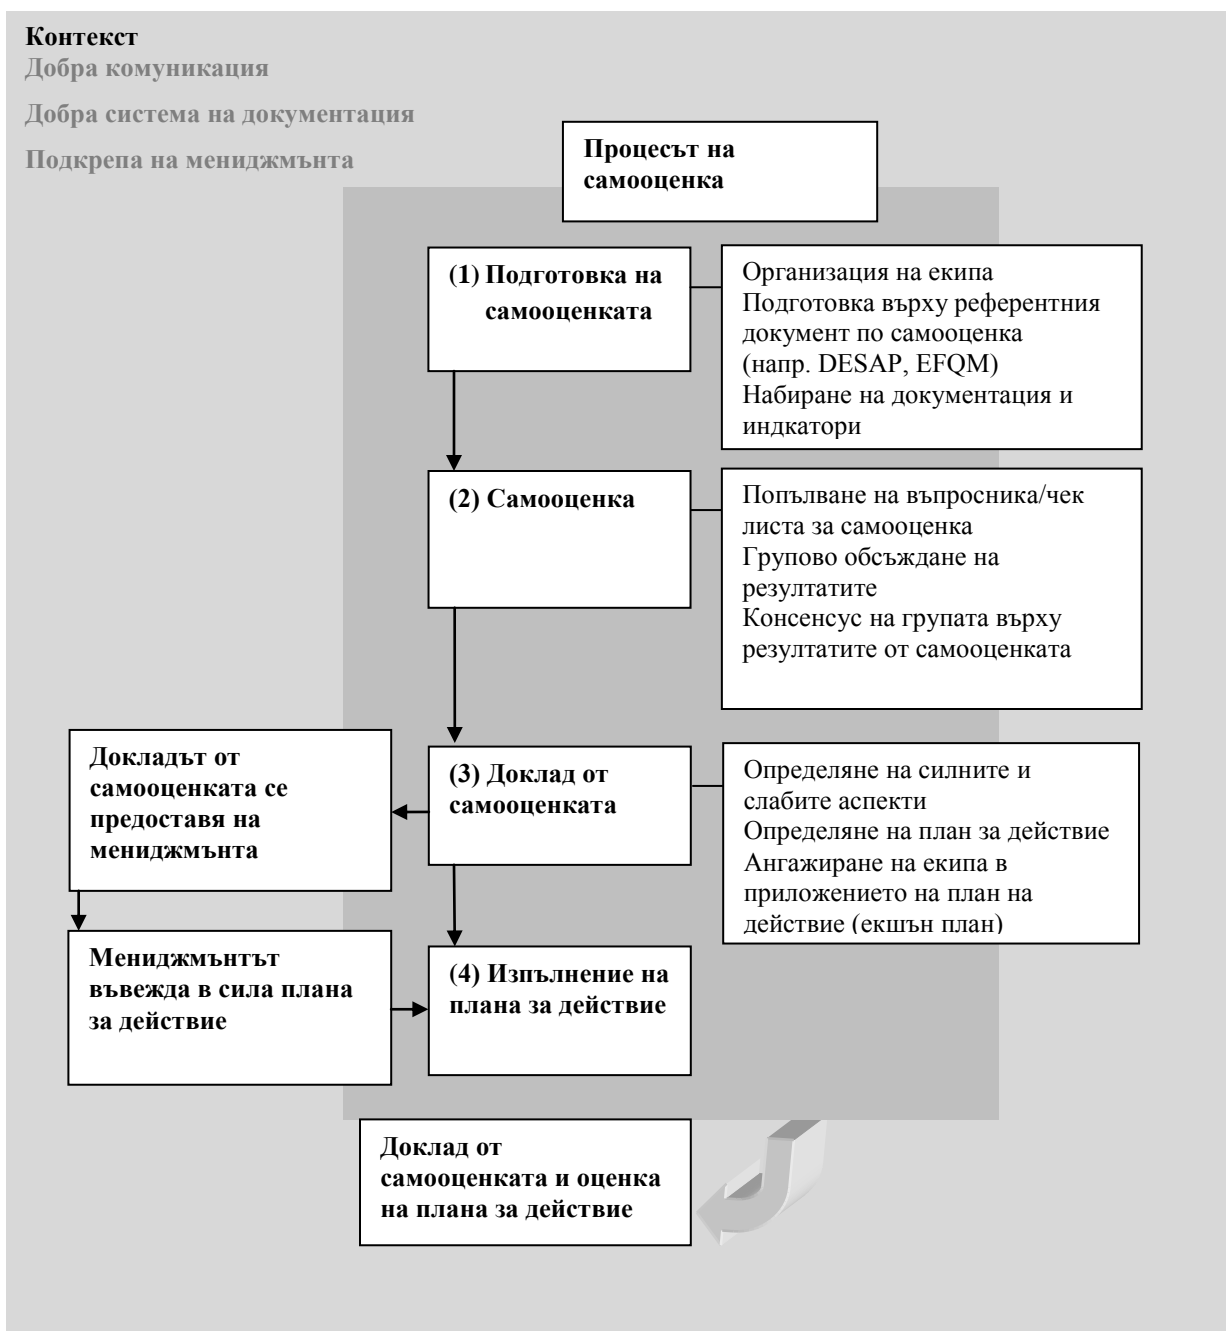 Контекст
Добра комуникация
Добра система на документация
Подкрепа на мениджмънта
Процесът на
самооценка
(1) Подготовка на
самооценката
Организация на екипа
Подготовка върху референтния
документ по самооценка
(напр. DESAP, EFQM)
Набиране на документация и
индкатори
(2) Самооценка
Попълване на въпросника/чек
листа за самооценка
Групово обсъждане на
резултатите
Консенсус на групата върху
резултатите от самооценката
Докладът от
самооценката се
предоставя на
мениджмънта
(3) Доклад от
самооценката
Определяне на силните и
слабите аспекти
Определяне на план за действие
Ангажиране на екипа в
приложението на план на
действие (екшън план)
Мениджмънтът
въвежда в сила плана
за действие
(4) Изпълнение на
плана за действие
Доклад от
самооценката и оценка
на плана за действие